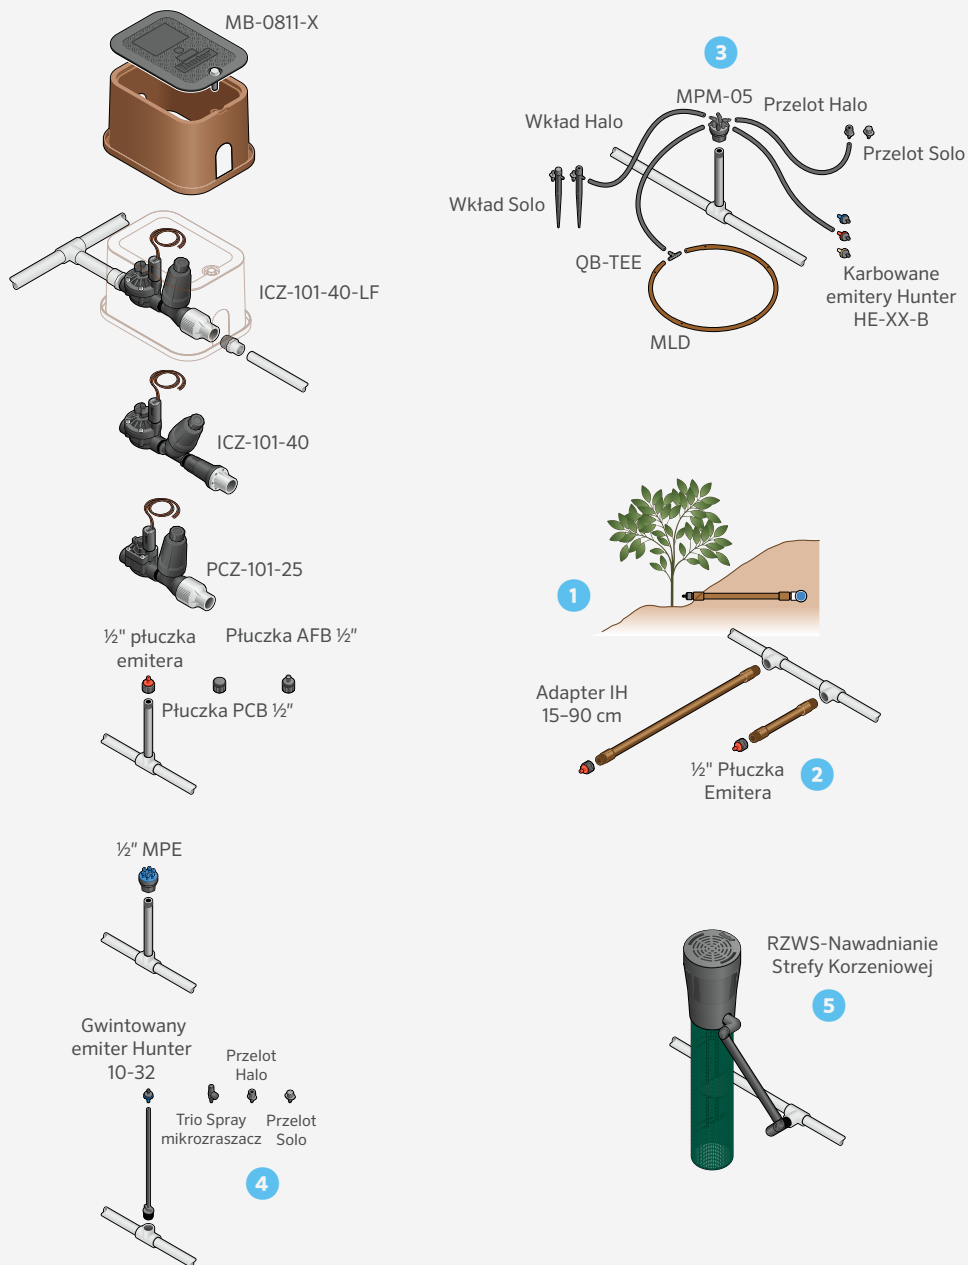 MB-0811-X
ICZ-101-40-LF
ICZ-101-40
PCZ-101-25
½" płuczka
emitera
Płuczka AFB ½"
Płuczka PCB ½"
½" MPE
Gwintowany
emiter Hunter
10-32
Przelot
Halo
Trio Spray
mikrozraszacz
Przelot
Solo
4
3
MPM-05
Wkład Halo
Przelot Halo
Przelot Solo
Wkład Solo
QB-TEE
MLD
Karbowane
emitery Hunter
HE-XX-B
1
Adapter IH
15–90 cm
½" Płuczka
Emitera
2
RZWS-Nawadnianie
Strefy Korzeniowej
5